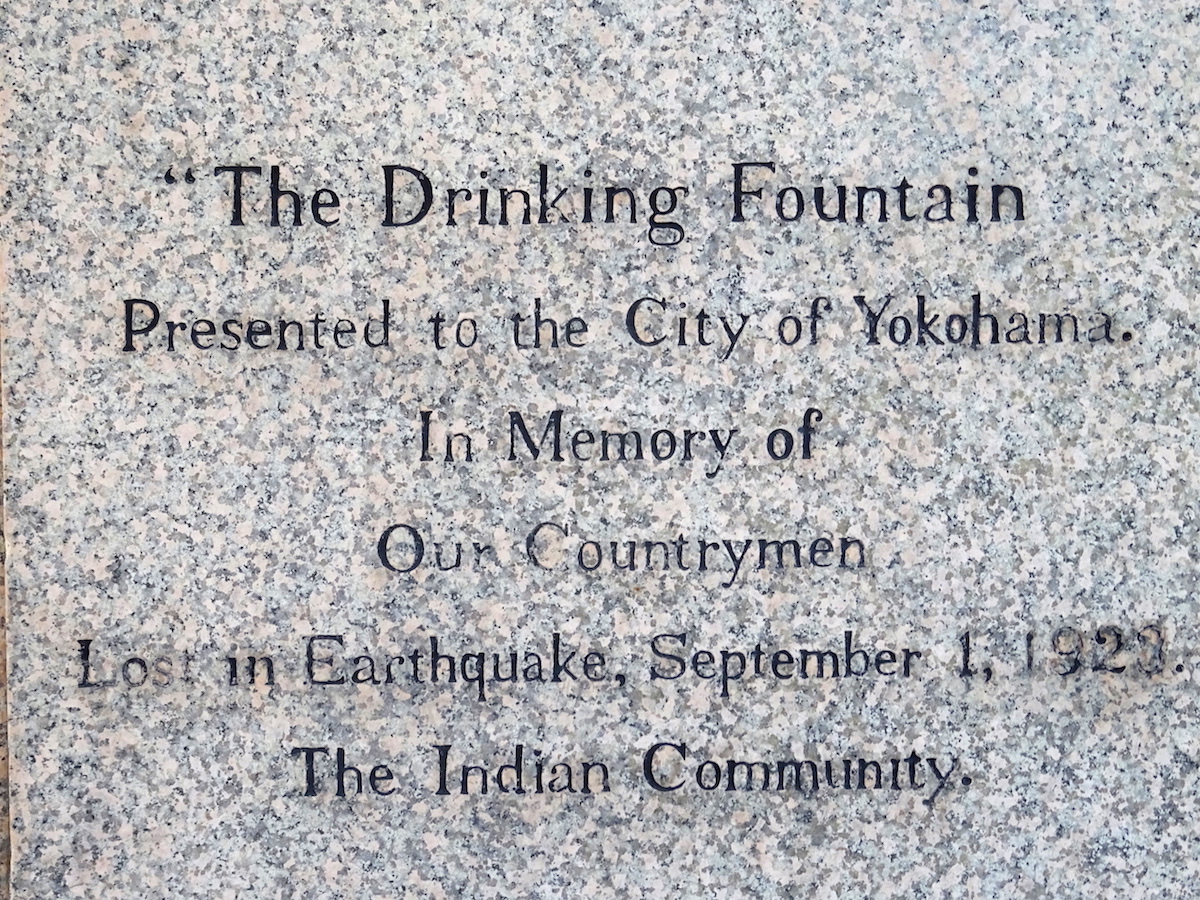 “The Drinking Fountain
Presented to the City of Yokohama.
In Memory of
Our Countrymen
Lost in Earthquake, September 1, 1923.
The Indian Community.